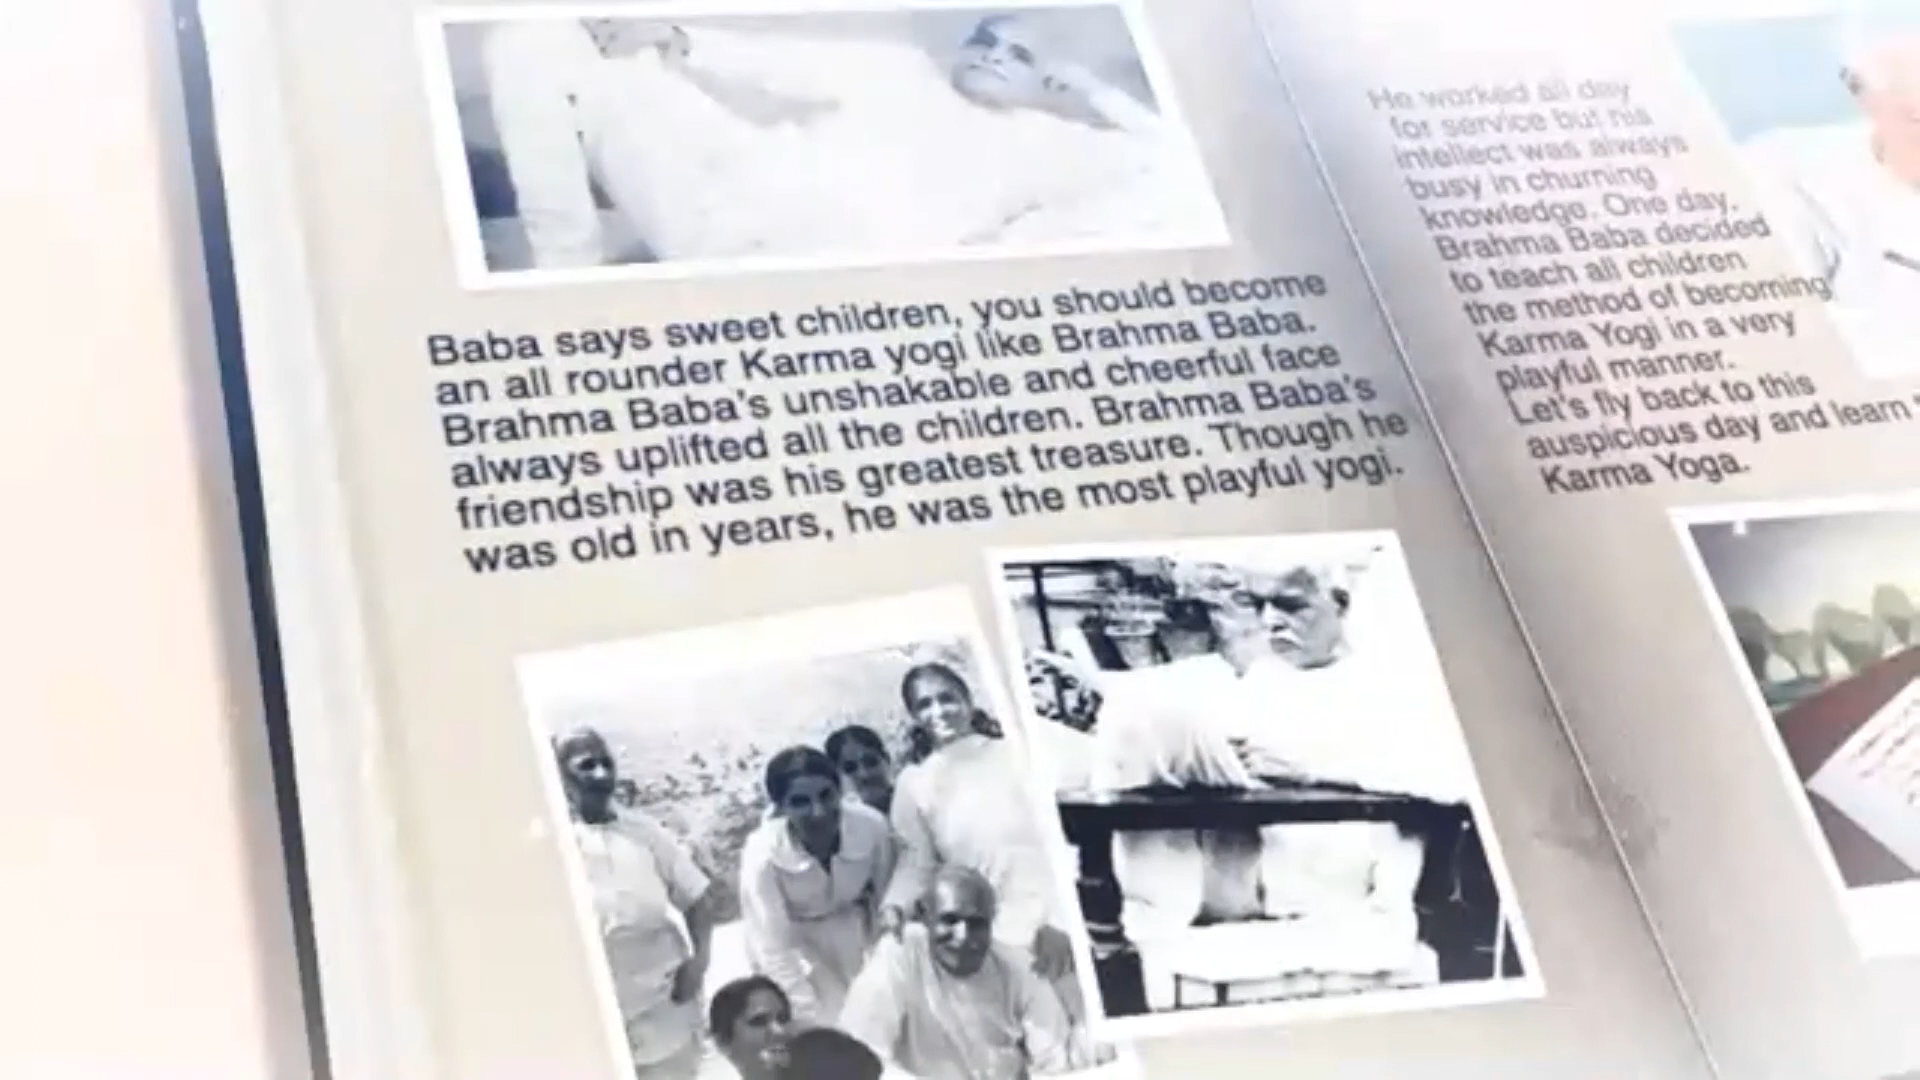 Baba says sweet children, you should become
an all rounder Karma yogi like Brahma Baba.
Brahma Baba's unshakable and cheerful face
always uplifted all the children. Brahma Baba's
friendship was his greatest treasure. Though he
was old in years, he was the most playful yogi.
He worked all day
for service but his
intellect was always
busy in churning
knowledge. One day,
Brahma Baba decided
to teach all children
the method of becoming
Karma Yogi in a very
playful manner.
Let's fly back to this
auspicious day and learn
Karma Yoga.